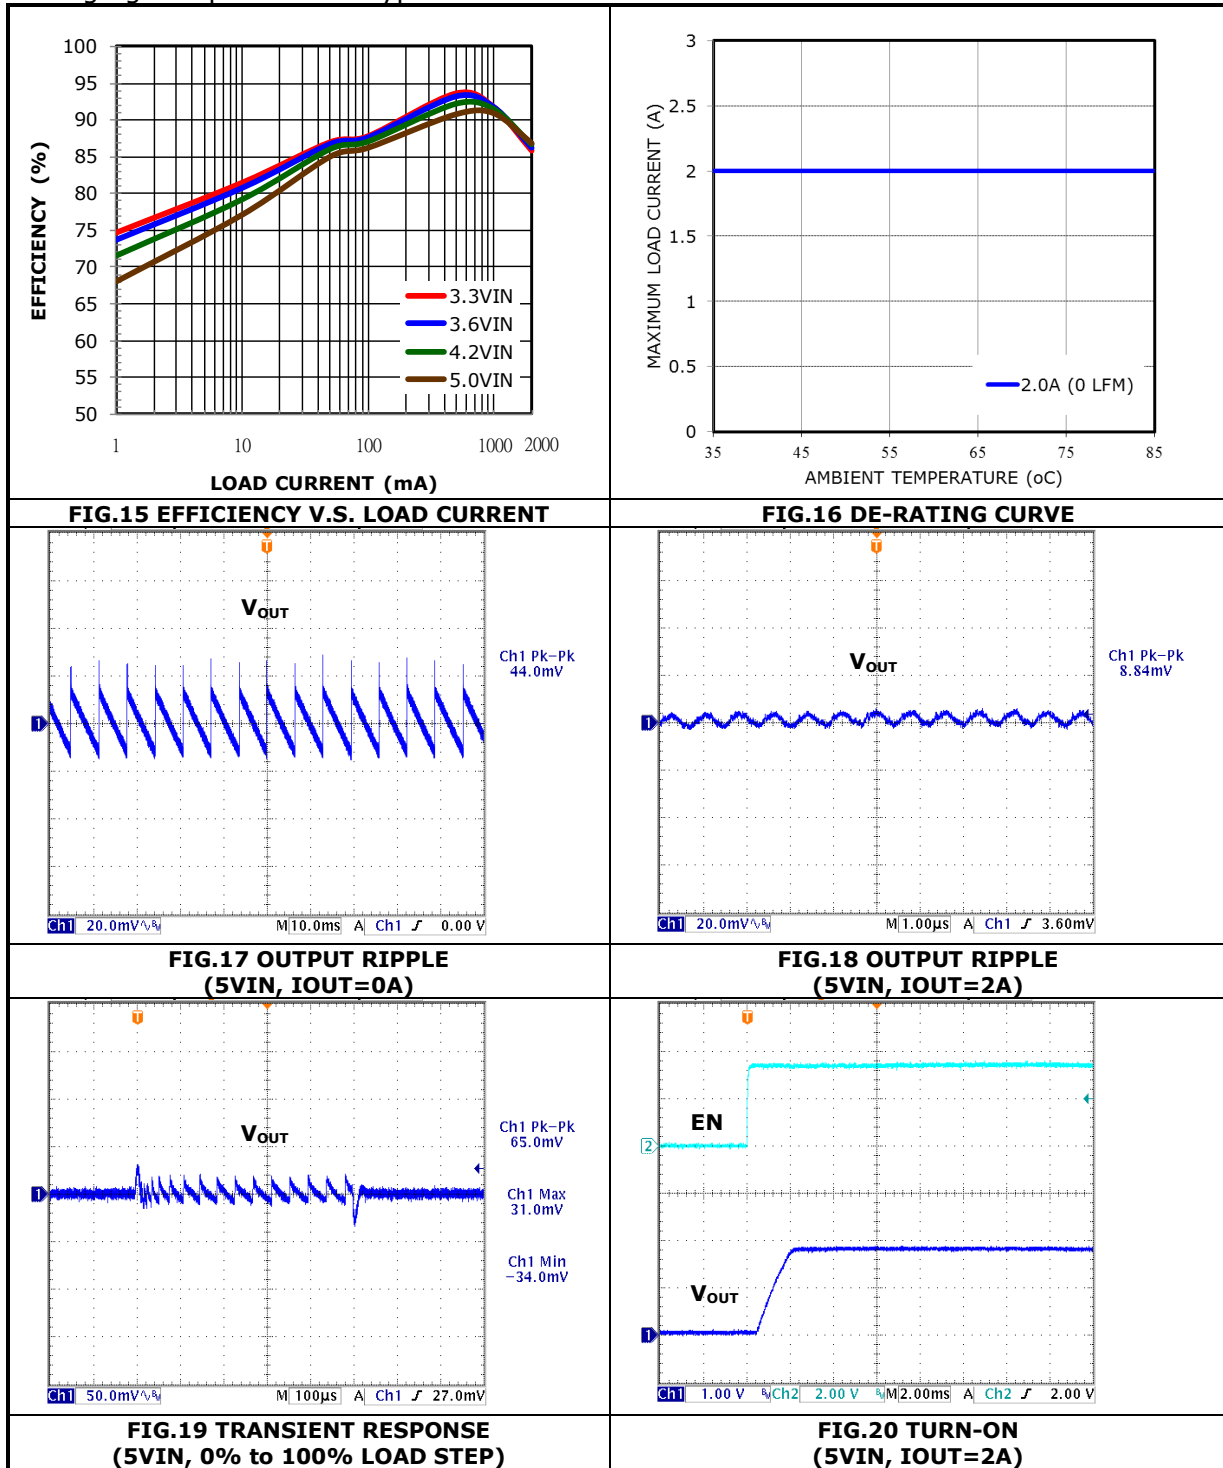 100
95
90
85
80
75
70
65
60
55
50
EFFICIENCY (%)
3.3VIN
3.6VIN
4.2VIN
5.0VIN
1 10 100 1000 2000
LOAD CURRENT (mA)
FIG.15 EFFICIENCY V.S. LOAD CURRENT
3
2.5
2
1.5
1
0.5
0
MAXIMUM LOAD CURRENT (A)
2.0A (0 LFM)
35 45 55 65 75 85
AMBIENT TEMPERATURE (oC)
FIG.16 DE-RATING CURVE
T
VOUT
Ch1 Pk-Pk
44.0mV
1
Ch1 20.0mV M 10.0ms A Ch1 0.00 V
FIG.17 OUTPUT RIPPLE
(5VIN, IOUT=0A)
T
VOUT
Ch1 Pk-Pk
8.84mV
1
Ch1 20.0mV M 1.00µs A Ch1 3.60mV
FIG.18 OUTPUT RIPPLE
(5VIN, IOUT=2A)
T
VOUT
Ch1 Pk-Pk
65.0mV
1
Ch1 Max
31.0mV
Ch1 Min
-34.0mV
Ch1 50.0mV M 100µs A Ch1 27.0mV
FIG.19 TRANSIENT RESPONSE
(5VIN, 0% to 100% LOAD STEP)
T
EN
2
VOUT
1
Ch1 1.00 V Ch2 2.00 V M 2.00ms A Ch2 2.00 V
FIG.20 TURN-ON
(5VIN, IOUT=2A)